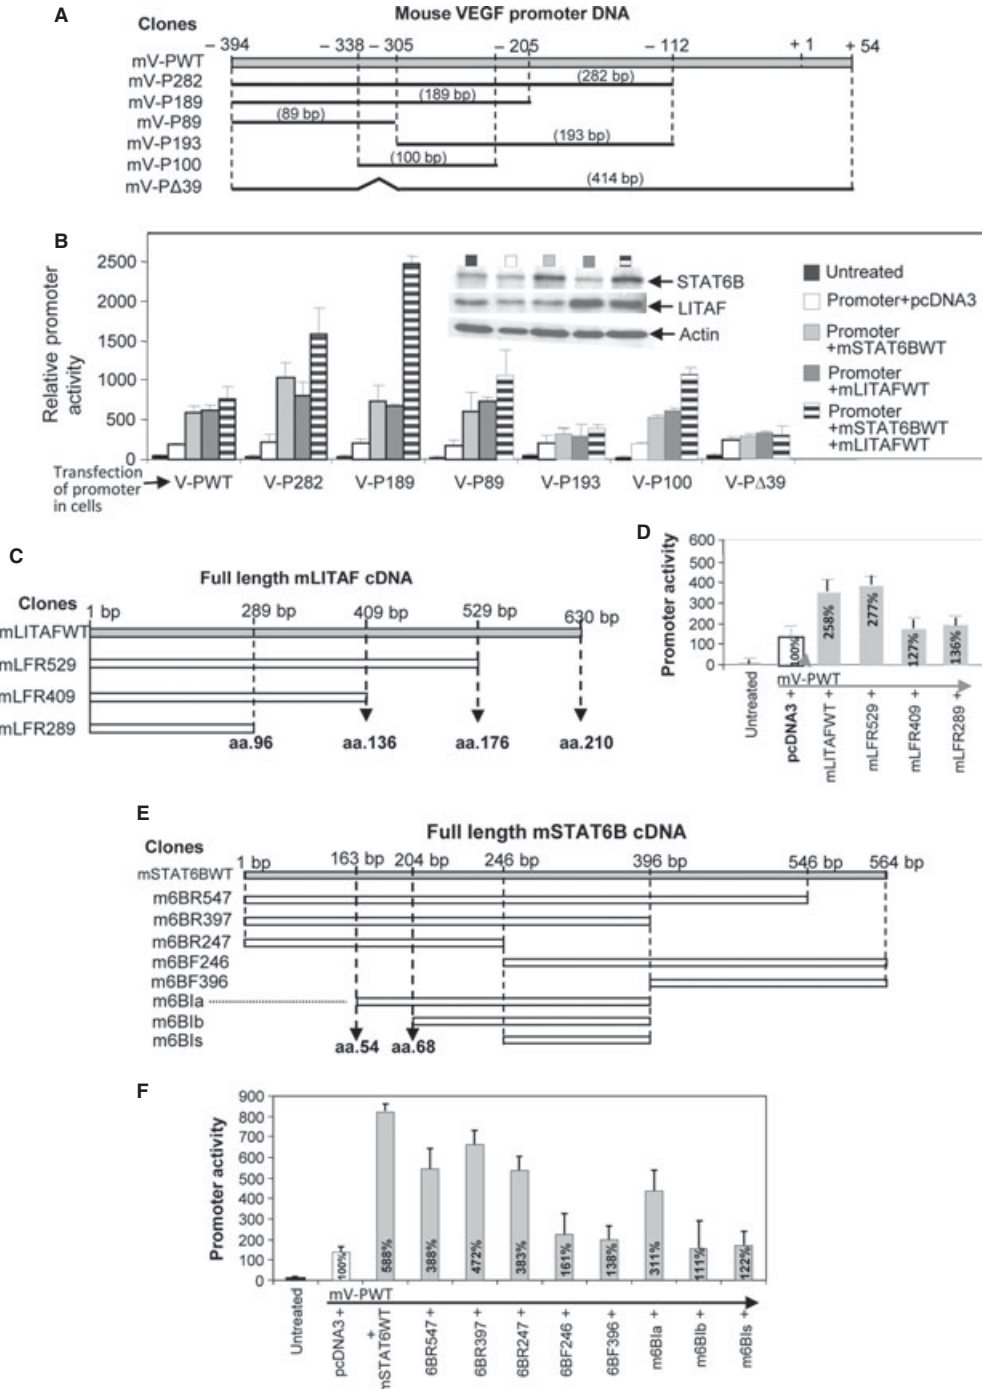 A
Mouse VEGF promoter DNA
Clones
– 394 – 338 – 305 – 205 – 112 + 1 + 54
mV-PWT
mV-P282 (282 bp)
mV-P189 (189 bp)
mV-P89 (89 bp)
mV-P193 (193 bp)
mV-P100 (100 bp)
mV-PΔ39 (414 bp)
B
Relative promoter
activity
2500
2000
1500
1000
500
0
STAT6B
LITAF
Actin
Untreated
Promoter+pcDNA3
Promoter
+mSTAT6BWT
Promoter
+mLITAFWT
Promoter
+mSTAT6BWT
+mLITAFWT
Transfection
of promoter
in cells
V-PWT V-P282 V-P189 V-P89 V-P193 V-P100 V-PΔ39
C
Full length mLITAF cDNA
Clones
1 bp 289 bp 409 bp 529 bp 630 bp
mLITAFWT
mLFR529
mLFR409
mLFR289
aa.96 aa.136 aa.176 aa.210
D
Promoter activity
600
500
400
300
200
100
0
100% 258% 277% 127% 136%
mV-PWT
Untreated
pcDNA3 +
mLITAFWT +
mLFR529 +
mLFR409 +
mLFR289 +
E
Full length mSTAT6B cDNA
Clones
1 bp 163 bp 204 bp 246 bp 396 bp 546 bp 564 bp
mSTAT6BWT
m6BR547
m6BR397
m6BR247
m6BF246
m6BF396
m6BIa
m6BIb
m6BIs
aa.54 aa.68
F
Promoter activity
900
800
700
600
500
400
300
200
100
0
100% 588% 388% 472% 383% 161% 138% 311% 111% 122%
mV-PWT
Untreated
pcDNA3 +
mSTAT6WT +
6BR547 +
6BR397 +
6BR247 +
6BF246 +
6BF396 +
m6BIa +
m6BIb +
m6BIs +